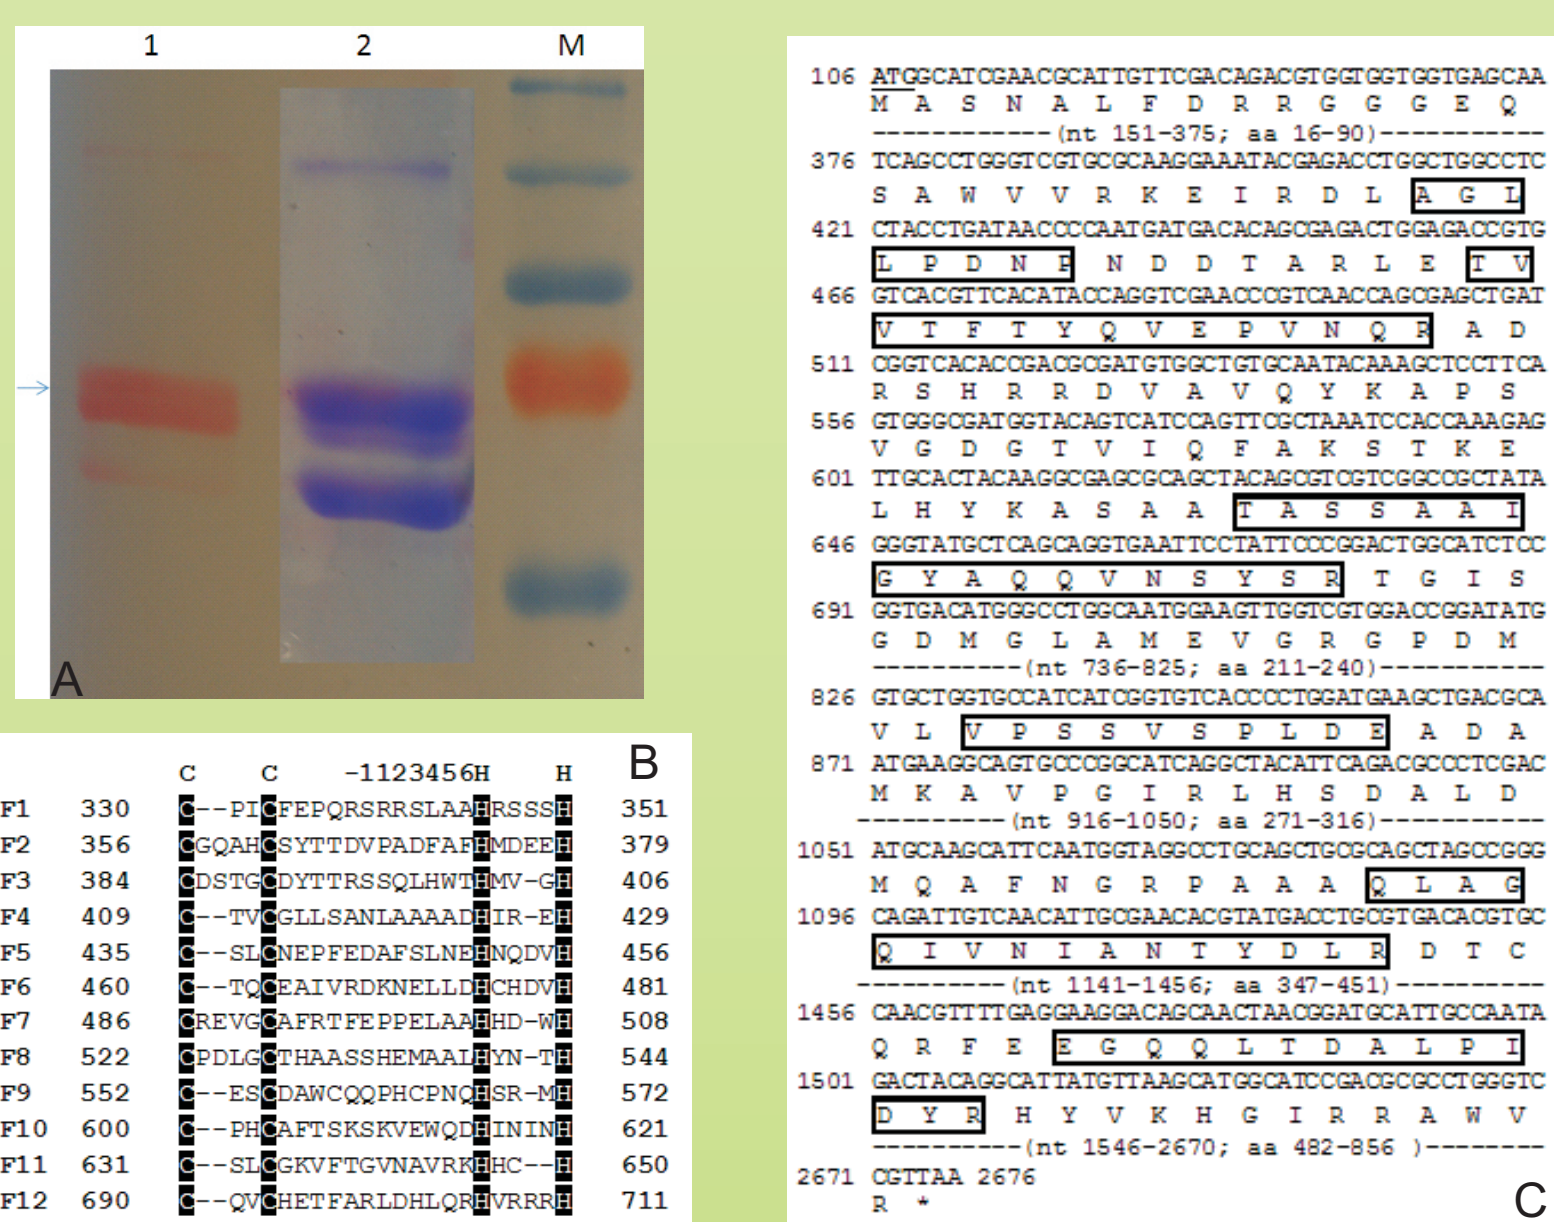 1 2 M
A
B
C C -1123456H H
F1 330 C--PICFEPQRSRRSLAAHRSSSH 351
F2 356 CGQAHCSYTTDVPADFAFHMDEEH 379
F3 384 CDSTGCDYTTRSSQLHWTHMV-GH 406
F4 409 C--TVCGLLSANLAAAADHIR-EH 429
F5 435 C--SLCNEPFEDAFSLNEHNQDVH 456
F6 460 C--TQCEAIVRDKNELLDHCHDVH 481
F7 486 CREVGCAFRTFEPPELAAHHD-WH 508
F8 522 CPDLGCTHAASSHEMAALHYN-TH 544
F9 552 C--ESCDAWCQQPHCPNQHSR-MH 572
F10 600 C--PHCAFTSKSKVEWQDHININH 621
F11 631 C--SLCGKVFTGVNAVRKHHC--H 650
F12 690 C--QVCHETFARLDHLQRHVRRRH 711
106 ATGGCATCGAACGCATTGTTCGACAGACGTGGTGGTGGTGAGCAA
M A S N A L F D R R G G G E Q
------------(nt 151-375; aa 16-90)-----------
376 TCAGCCTGGGTCGTGCGCAAGGAAATACGAGACCTGGCTGGCCTC
S A W V V R K E I R D L A G L
421 CTACCTGATAACCCCAATGATGACACAGCGAGACTGGAGACCGTG
L P D N P N D D T A R L E T V
466 GTCACGTTCACATACCAGGTCGAACCCGTCAACCAGCGAGCTGAT
V T F T Y Q V E P V N Q R A D
511 CGGTCACACCGACGCGATGTGGCTGTGCAATACAAAGCTCCTTCA
R S H R R D V A V Q Y K A P S
556 GTGGGCGATGGTACAGTCATCCAGTTCGCTAAATCCACCAAAGAG
V G D G T V I Q F A K S T K E
601 TTGCACTACAAGGCGAGCGCAGCTACAGCGTCGTCGGCCGCTATA
L H Y K A S A A T A S S A A I
646 GGGTATGCTCAGCAGGTGAATTCCTATTCCCGGACTGGCATCTCC
G Y A Q Q V N S Y S R T G I S
691 GGTGACATGGGCCTGGCAATGGAAGTTGGTCGTGGACCGGATATG
G D M G L A M E V G R G P D M
----------(nt 736-825; aa 211-240)-----------
826 GTGCTGGTGCCATCATCGGTGTCACCCCTGGATGAAGCTGACGCA
V L V P S S V S P L D E A D A
871 ATGAAGGCAGTGCCCGGCATCAGGCTACATTCAGACGCCCTCGAC
M K A V P G I R L H S D A L D
----------(nt 916-1050; aa 271-316)-----------
1051 ATGCAAGCATTCAATGGTAGGCCTGCAGCTGCGCAGCTAGCCGGG
M Q A F N G R P A A A Q L A G
1096 CAGATTGTCAACATTGCGAACACGTATGACCTGCGTGACACGTGC
Q I V N I A N T Y D L R D T C
----------(nt 1141-1456; aa 347-451)----------
1456 CAACGTTTTGAGGAAGGACAGCAACTAACGGATGCATTGCCAATA
Q R F E E G Q Q L T D A L P I
1501 GACTACAGGCATTATGTTAAGCATGGCATCCGACGCGCCTGGGTC
D Y R H Y V K H G I R R A W V
----------(nt 1546-2670; aa 482-856 )--------
2671 CGTTAA 2676
R *
C